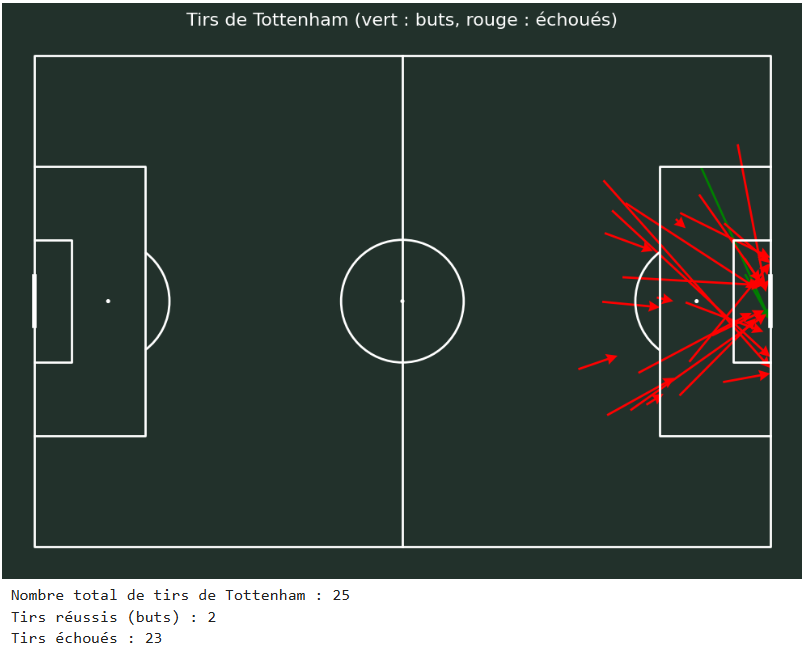 Tirs de Tottenham (vert : buts, rouge : échoués)
Nombre total de tirs de Tottenham : 25
Tirs réussis (buts) : 2
Tirs échoués : 23